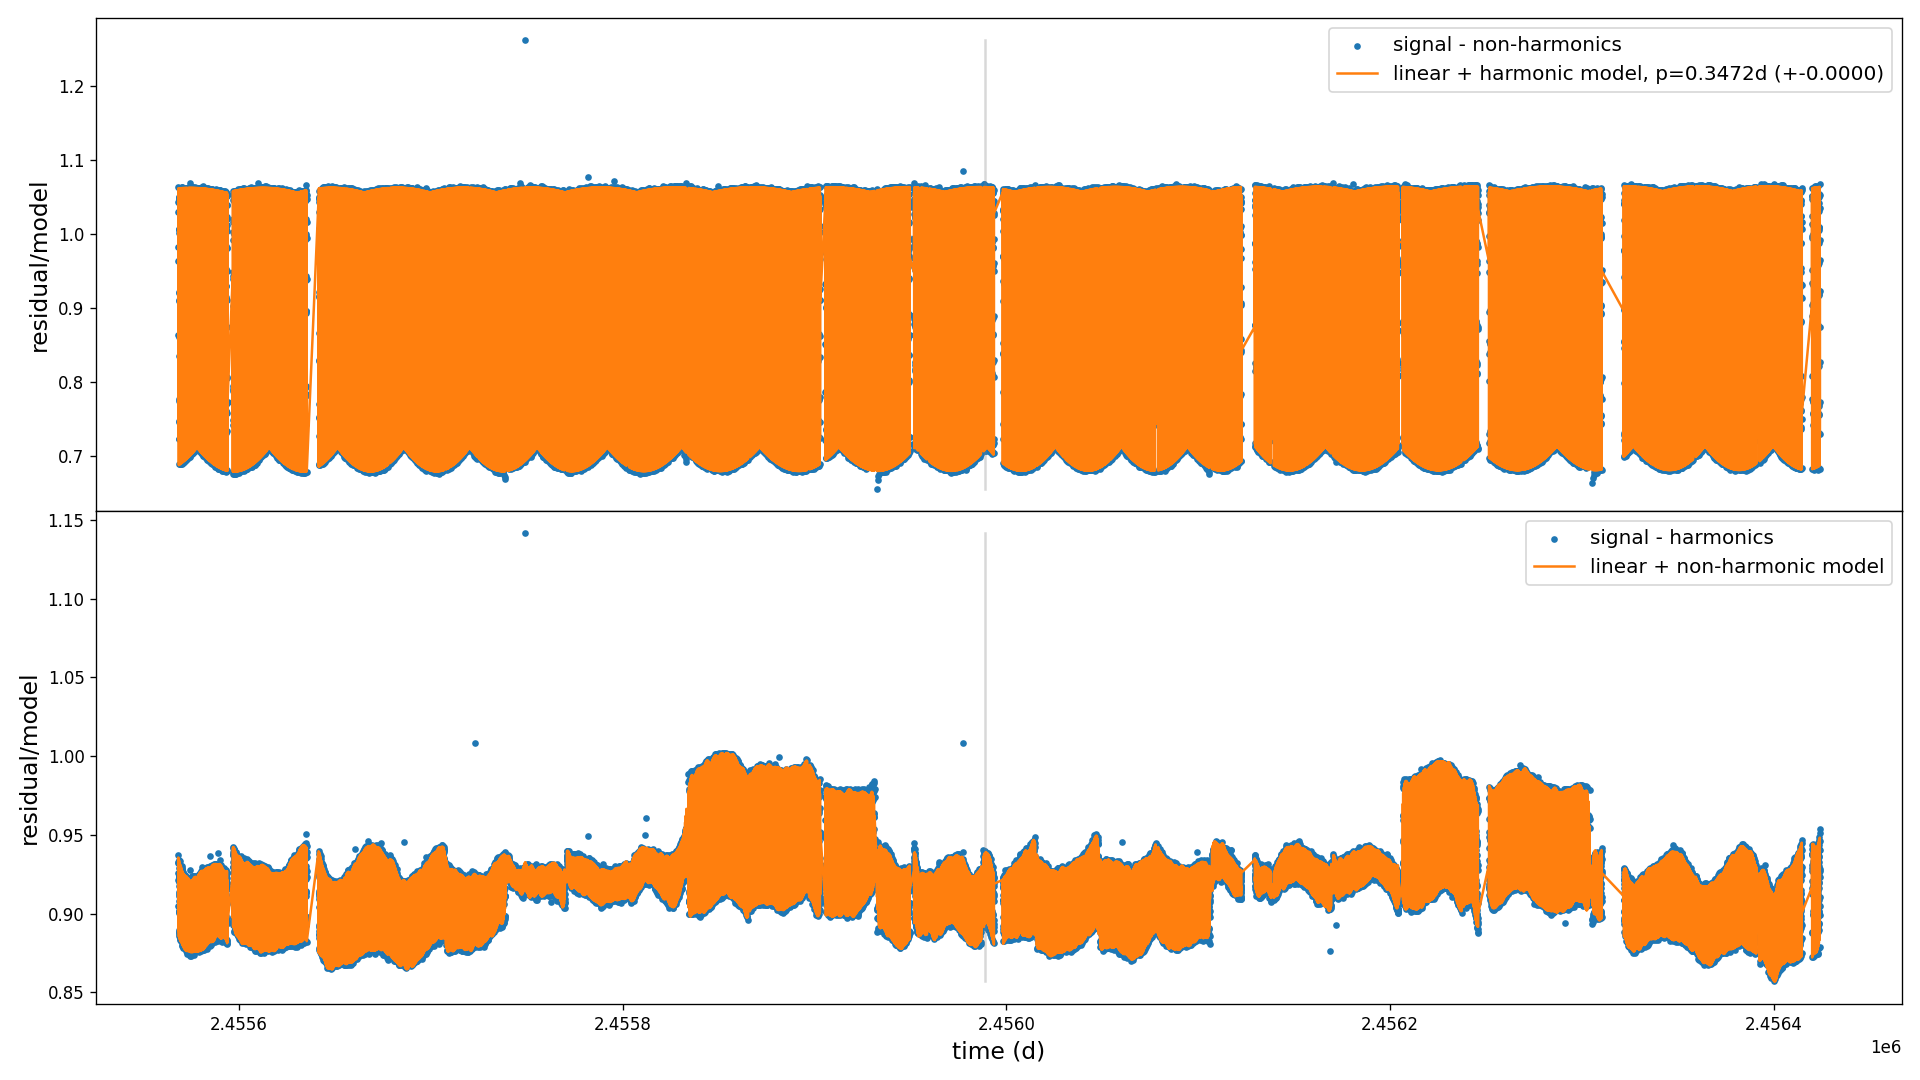 signal - non-harmonics
linear + harmonic model, p=0.3472d (+-0.0000)
residual/model
1.2
1.1
1.0
0.9
0.8
0.7
signal - harmonics
linear + non-harmonic model
residual/model
1.15
1.10
1.05
1.00
0.95
0.90
0.85
2.4556
2.4558
2.4560
2.4562
2.4564
time (d)
1e6